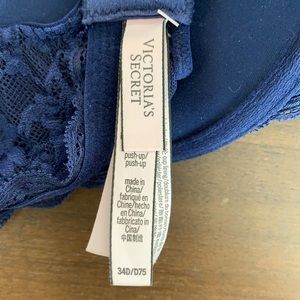 VICTORIA'S
SECRET
push-up/
push-up
made in
China/
fabriqué en
Chine/hecho
en China/
fabbricato in
Cina/
中国制造
34D/D75